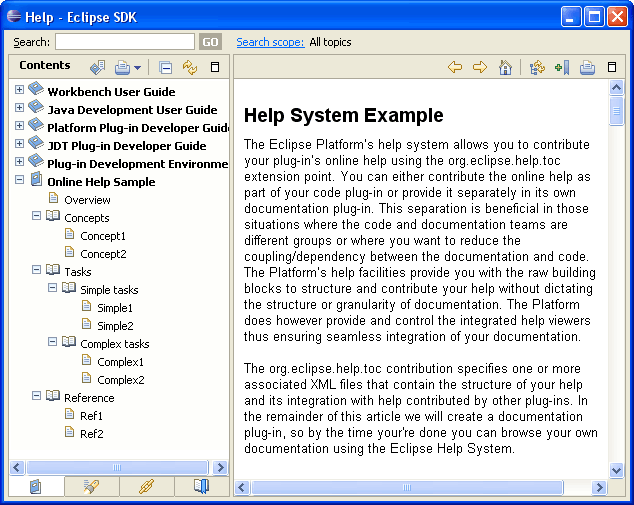 Help - Eclipse SDK
Search: GO Search scope: All topics
Contents
Workbench User Guide
Java Development User Guide
Platform Plug-in Developer Guid
JDT Plug-in Developer Guide
Plug-in Development Environme
Online Help Sample
Overview
Concepts
Concept1
Concept2
Tasks
Simple tasks
Simple1
Simple2
Complex tasks
Complex1
Complex2
Reference
Ref1
Ref2
Help System Example
The Eclipse Platform's help system allows you to contribute
your plug-in's online help using the org.eclipse.help.toc
extension point. You can either contribute the online help as
part of your code plug-in or provide it separately in its own
documentation plug-in. This separation is beneficial in those
situations where the code and documentation teams are
different groups or where you want to reduce the
coupling/dependency between the documentation and code.
The Platform's help facilities provide you with the raw building
blocks to structure and contribute your help without dictating
the structure or granularity of documentation. The Platform
does however provide and control the integrated help viewers
thus ensuring seamless integration of your documentation.
The org.eclipse.help.toc contribution specifies one or more
associated XML files that contain the structure of your help
and its integration with help contributed by other plug-ins. In
the remainder of this article we will create a documentation
plug-in, so by the time your're done you can browse your own
documentation using the Eclipse Help System.